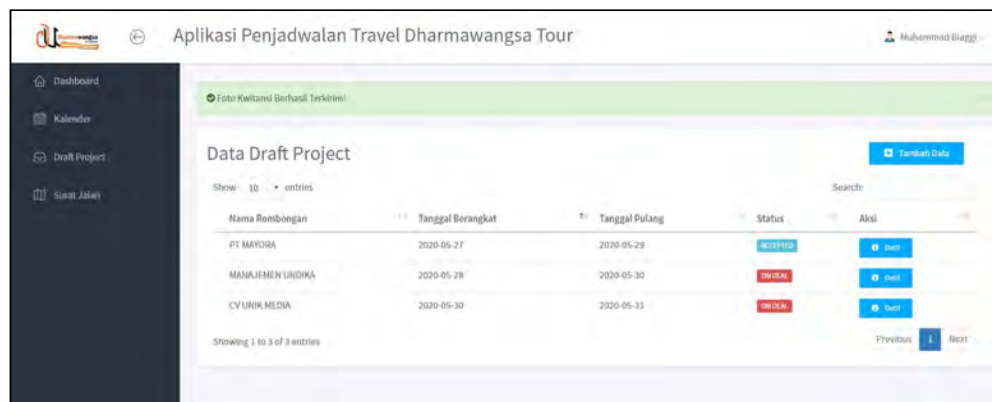 Dharmawangsa
Aplikasi Penjadwalan Travel Dharmawangsa Tour
Muhammad Biaggi
Dashboard
Kalender
Draft Project
Surat Jalan
Foto Kwitansi Berhasil Terkirim!
Data Draft Project
Tambah Data
Show 10 entries
Search:
Nama Rombongan Tanggal Berangkat Tanggal Pulang Status Aksi
PT MAYORA 2020-05-27 2020-05-29 ACCEPTED Detil
MANAJEMEN UNDIKA 2020-05-28 2020-05-30 ON DEAL Detil
CV UNIK MEDIA 2020-05-30 2020-05-31 ON DEAL Detil
Showing 1 to 3 of 3 entries
Previous 1 Next